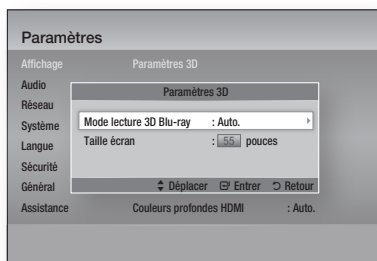 Paramètres
Affichage Paramètres 3D
Audio
Réseau
Système
Langue
Sécurité
Général
Assistance
Paramètres 3D
Mode lecture 3D Blu-ray : Auto.
Taille écran : 55 pouces
Déplacer Entrer Retour
Couleurs profondes HDMI : Auto.